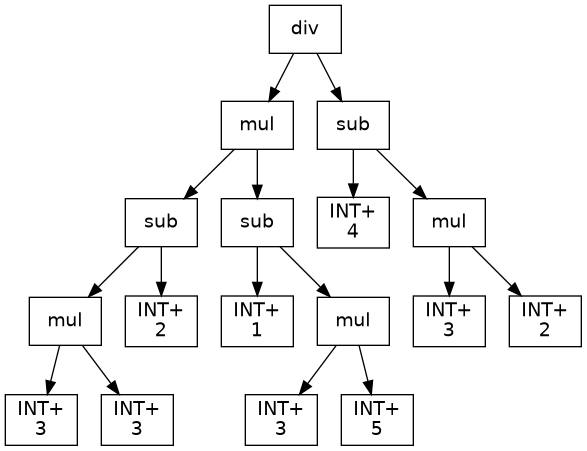 div
mul
sub
sub
sub
INT+
4
mul
mul
INT+
2
INT+
1
mul
INT+
3
INT+
2
INT+
3
INT+
3
INT+
3
INT+
5